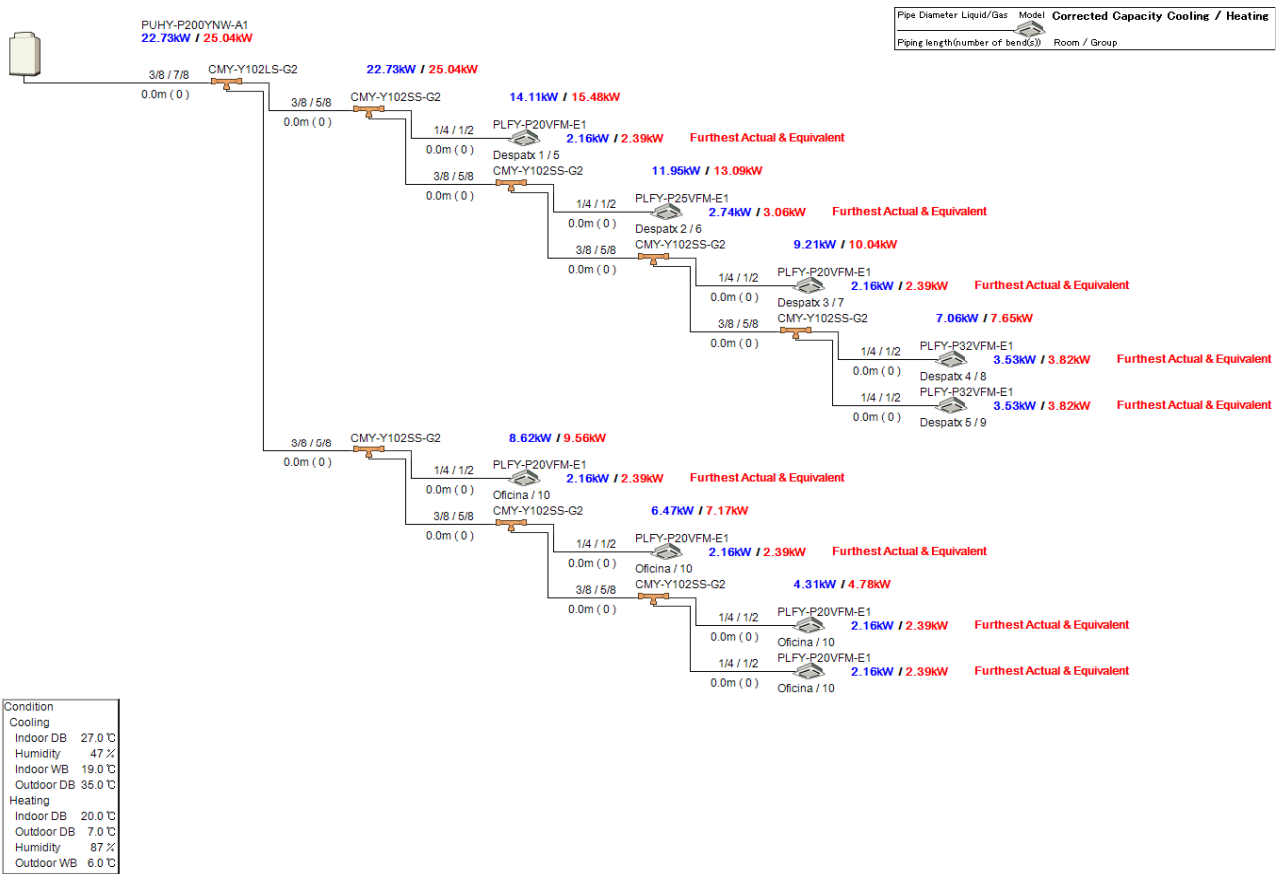 Pipe Diameter Liquid/Gas Model Corrected Capacity Cooling / Heating
Piping length(number of bend(s)) Room / Group
PUHY-P200YNW-A1
22.73kW / 25.04kW
3/8 / 7/8
0.0m ( 0 )
CMY-Y102LS-G2
22.73kW / 25.04kW
3/8 / 5/8
0.0m ( 0 )
CMY-Y102SS-G2
14.11kW / 15.48kW
1/4 / 1/2
0.0m ( 0 )
PLFY-P20VFM-E1
2.16kW / 2.39kW
Furthest Actual & Equivalent
Despatx 1 / 5
3/8 / 5/8
0.0m ( 0 )
CMY-Y102SS-G2
11.95kW / 13.09kW
1/4 / 1/2
0.0m ( 0 )
PLFY-P25VFM-E1
2.74kW / 3.06kW
Furthest Actual & Equivalent
Despatx 2 / 6
3/8 / 5/8
0.0m ( 0 )
CMY-Y102SS-G2
9.21kW / 10.04kW
1/4 / 1/2
0.0m ( 0 )
PLFY-P20VFM-E1
2.16kW / 2.39kW
Furthest Actual & Equivalent
Despatx 3 / 7
3/8 / 5/8
0.0m ( 0 )
CMY-Y102SS-G2
7.06kW / 7.65kW
1/4 / 1/2
0.0m ( 0 )
PLFY-P32VFM-E1
3.53kW / 3.82kW
Furthest Actual & Equivalent
Despatx 4 / 8
1/4 / 1/2
0.0m ( 0 )
PLFY-P32VFM-E1
3.53kW / 3.82kW
Furthest Actual & Equivalent
Despatx 5 / 9
3/8 / 5/8
0.0m ( 0 )
CMY-Y102SS-G2
8.62kW / 9.56kW
1/4 / 1/2
0.0m ( 0 )
PLFY-P20VFM-E1
2.16kW / 2.39kW
Furthest Actual & Equivalent
Oficina / 10
3/8 / 5/8
0.0m ( 0 )
CMY-Y102SS-G2
6.47kW / 7.17kW
1/4 / 1/2
0.0m ( 0 )
PLFY-P20VFM-E1
2.16kW / 2.39kW
Furthest Actual & Equivalent
Oficina / 10
3/8 / 5/8
0.0m ( 0 )
CMY-Y102SS-G2
4.31kW / 4.78kW
1/4 / 1/2
0.0m ( 0 )
PLFY-P20VFM-E1
2.16kW / 2.39kW
Furthest Actual & Equivalent
Oficina / 10
1/4 / 1/2
0.0m ( 0 )
PLFY-P20VFM-E1
2.16kW / 2.39kW
Furthest Actual & Equivalent
Oficina / 10
Condition
Cooling
Indoor DB 27.0 ℃
Humidity 47 %
Indoor WB 19.0 ℃
Outdoor DB 35.0 ℃
Heating
Indoor DB 20.0 ℃
Outdoor DB 7.0 ℃
Humidity 87 %
Outdoor WB 6.0 ℃